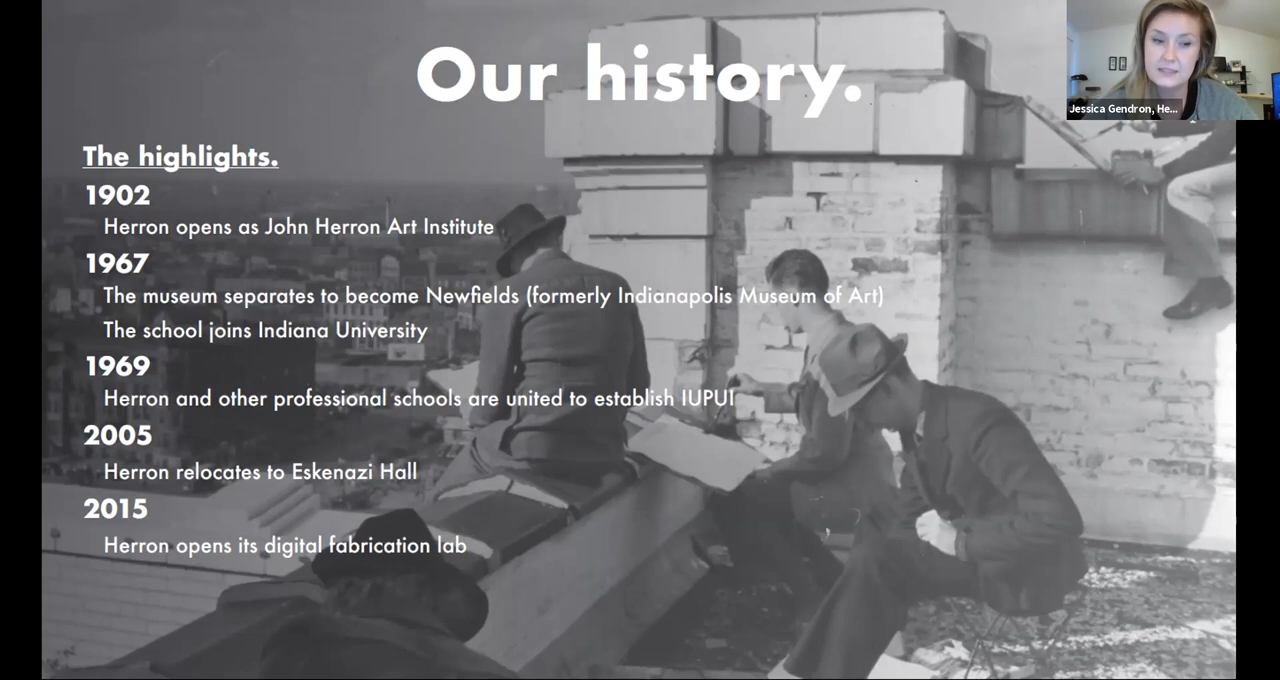 Our history.
Jessica Gendron, He...
The highlights.
1902
Herron opens as John Herron Art Institute
1967
The museum separates to become Newfields (formerly Indianapolis Museum of Art)
The school joins Indiana University
1969
Herron and other professional schools are united to establish IUPUI
2005
Herron relocates to Eskenazi Hall
2015
Herron opens its digital fabrication lab